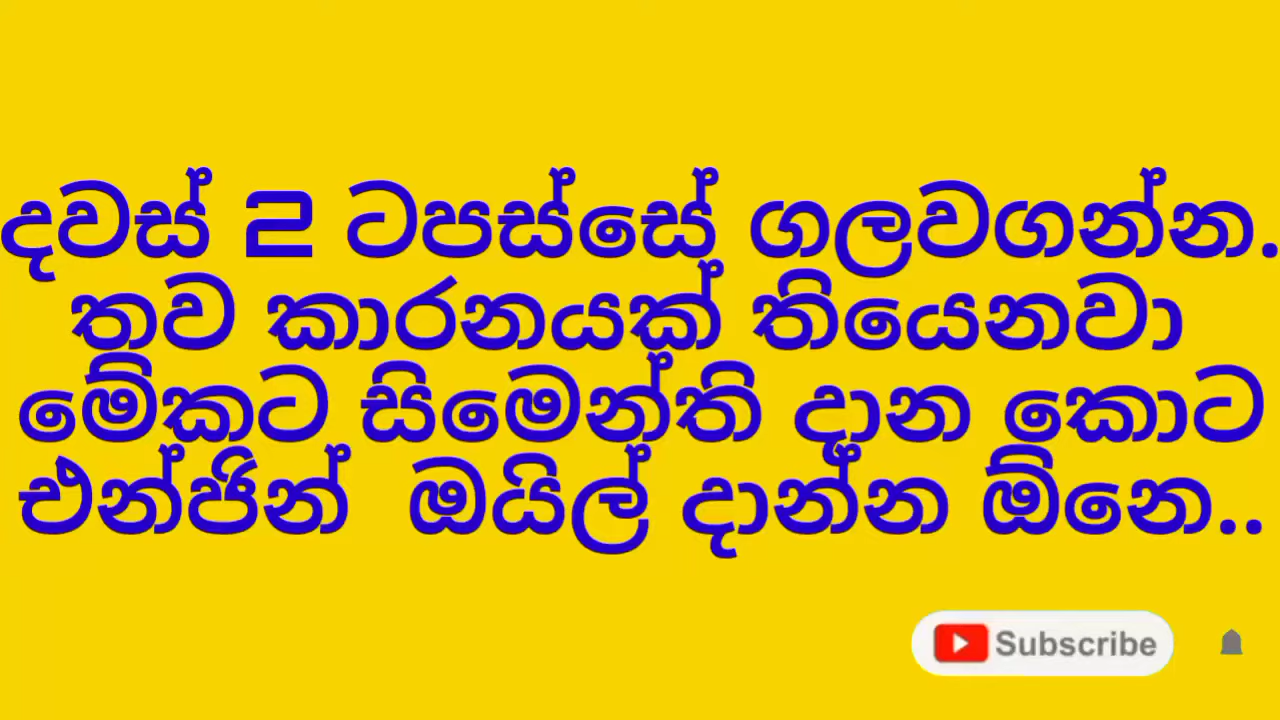 දවස් 2 ටපස්සේ ගලවගන්න.
තව කාරනයක් තියෙනවා
මේකට සිමෙන්ති දාන කොට
එන්ජින් ඔයිල් දාන්න ඕනෙ..
Subscribe